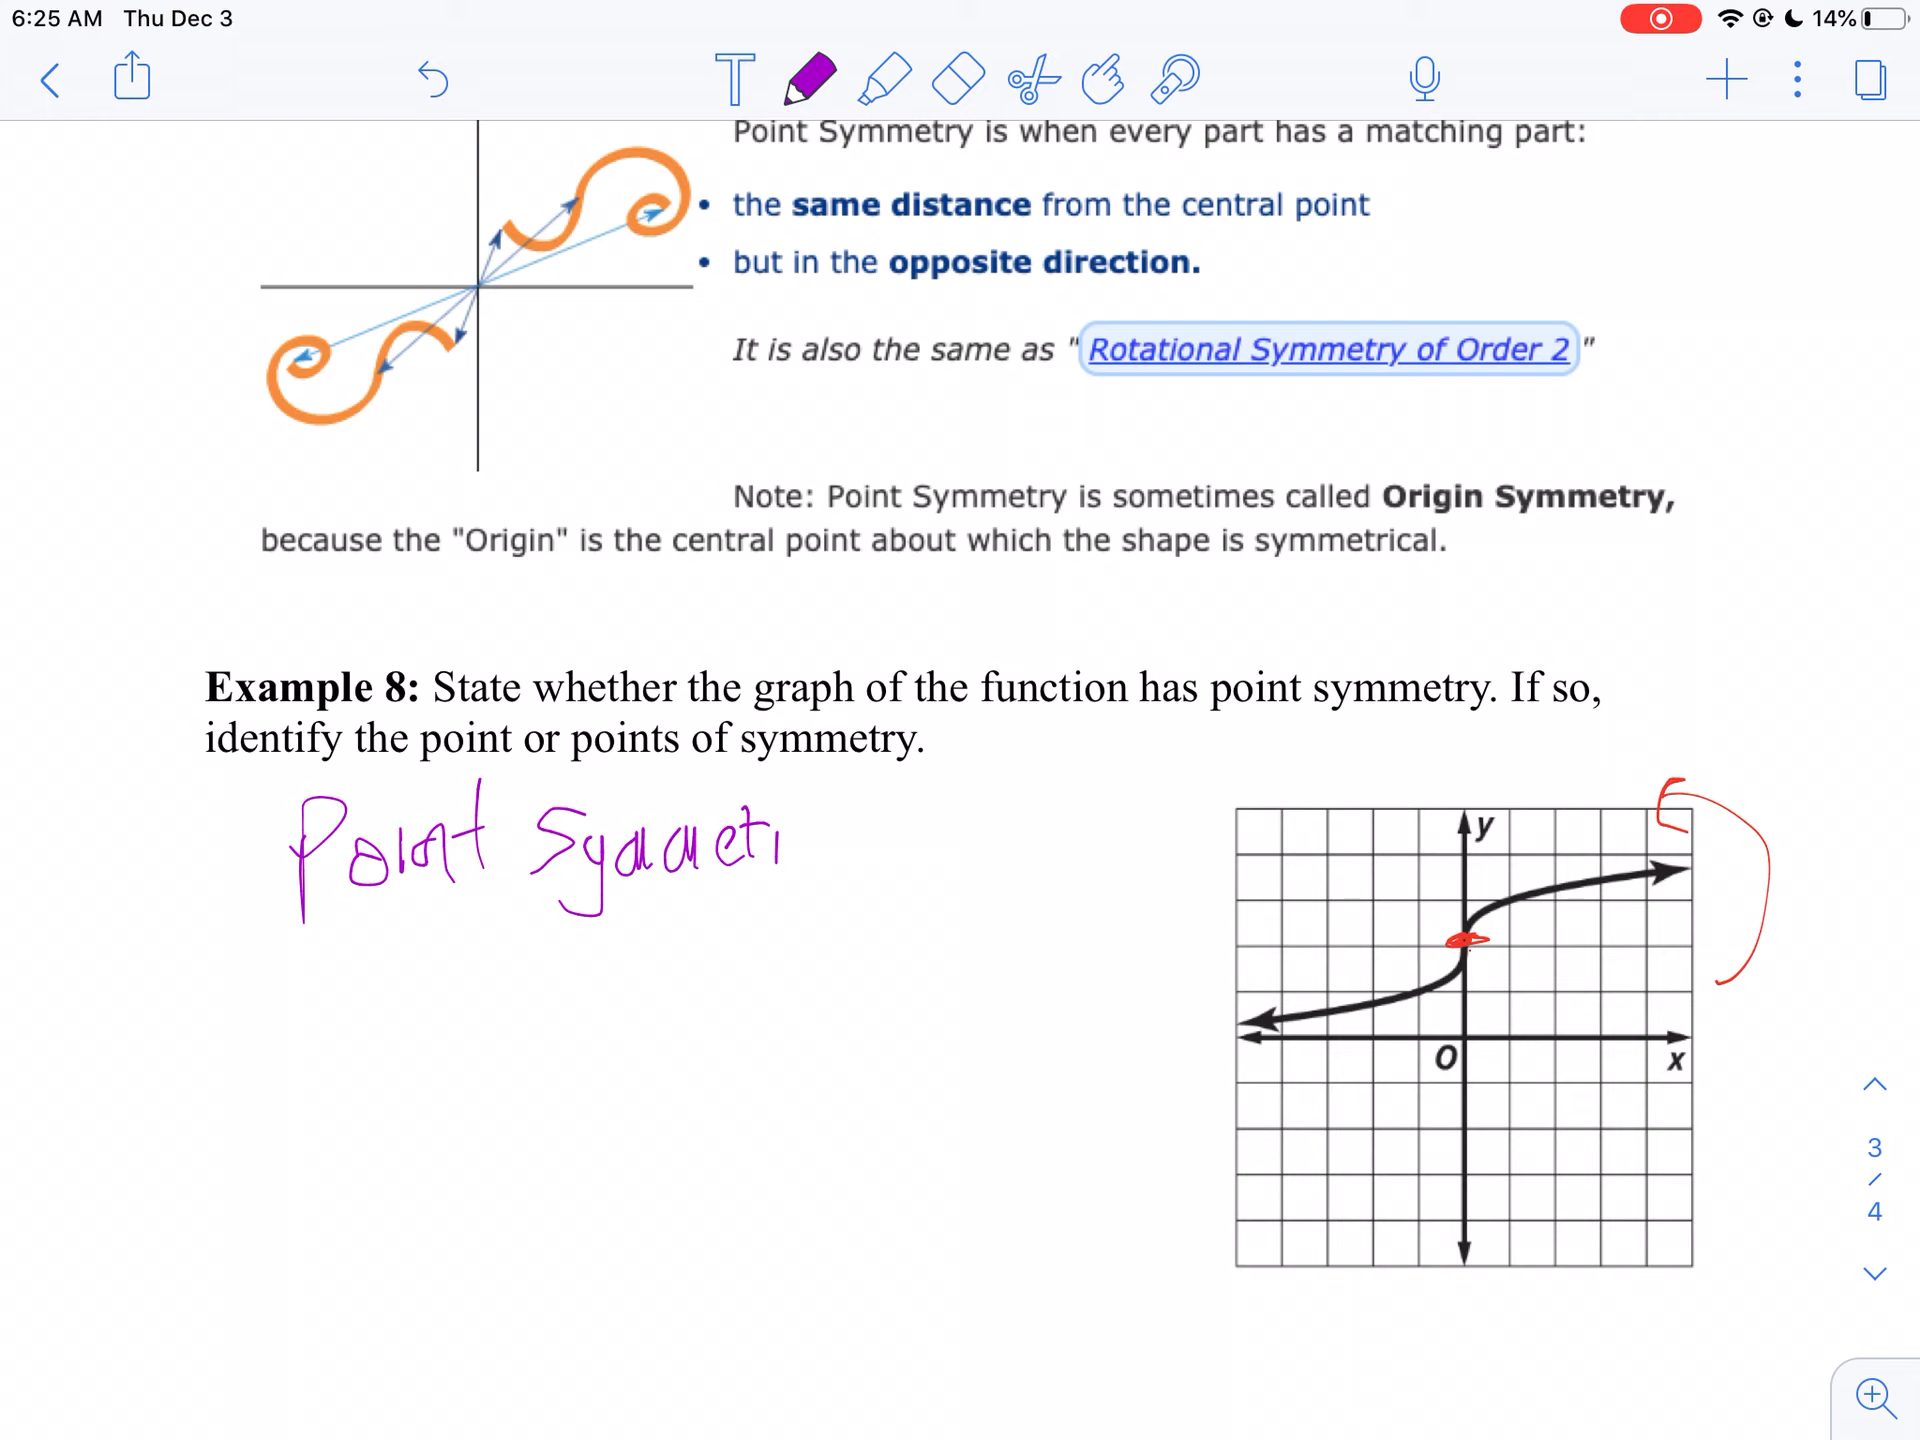 6:25 AM Thu Dec 3
14%
Point Symmetry is when every part has a matching part:
• the same distance from the central point
• but in the opposite direction.
It is also the same as "Rotational Symmetry of Order 2"
Note: Point Symmetry is sometimes called Origin Symmetry,
because the "Origin" is the central point about which the shape is symmetrical.
Example 8: State whether the graph of the function has point symmetry. If so,
identify the point or points of symmetry.
Point
y
O
x
3
/
4